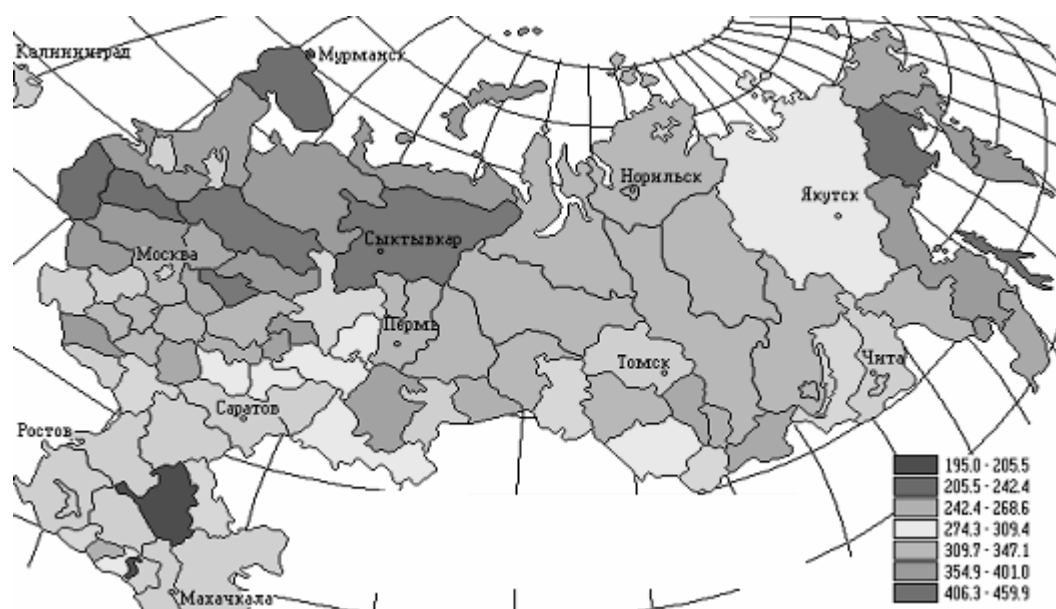 Калининград
Мурманск
Норильск
Якутск
Сыктывкар
Москва
Пермь
Томск
Чита
Саратов
Ростов
Махачкала
195.0 - 205.5
205.5 - 242.4
242.4 - 268.6
274.3 - 309.4
309.7 - 347.1
354.9 - 401.0
406.3 - 459.9